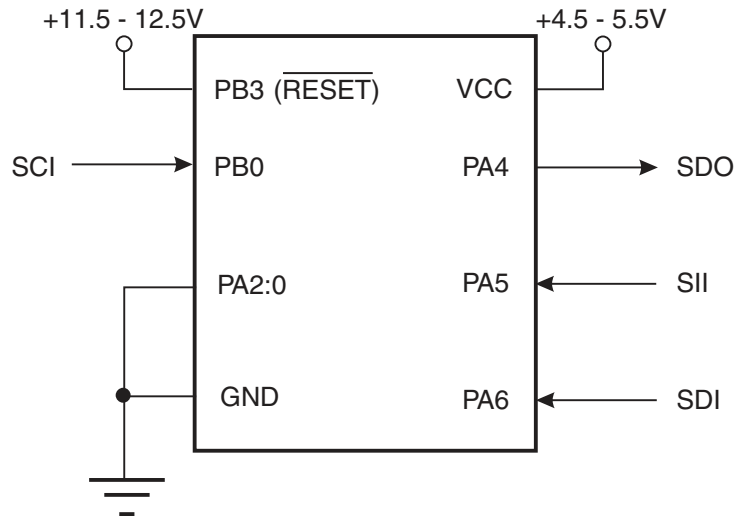 +11.5 - 12.5V
+4.5 - 5.5V
PB3 (RESET)
VCC
SCI
PB0
PA4
SDO
PA2:0
PA5
SII
GND
PA6
SDI